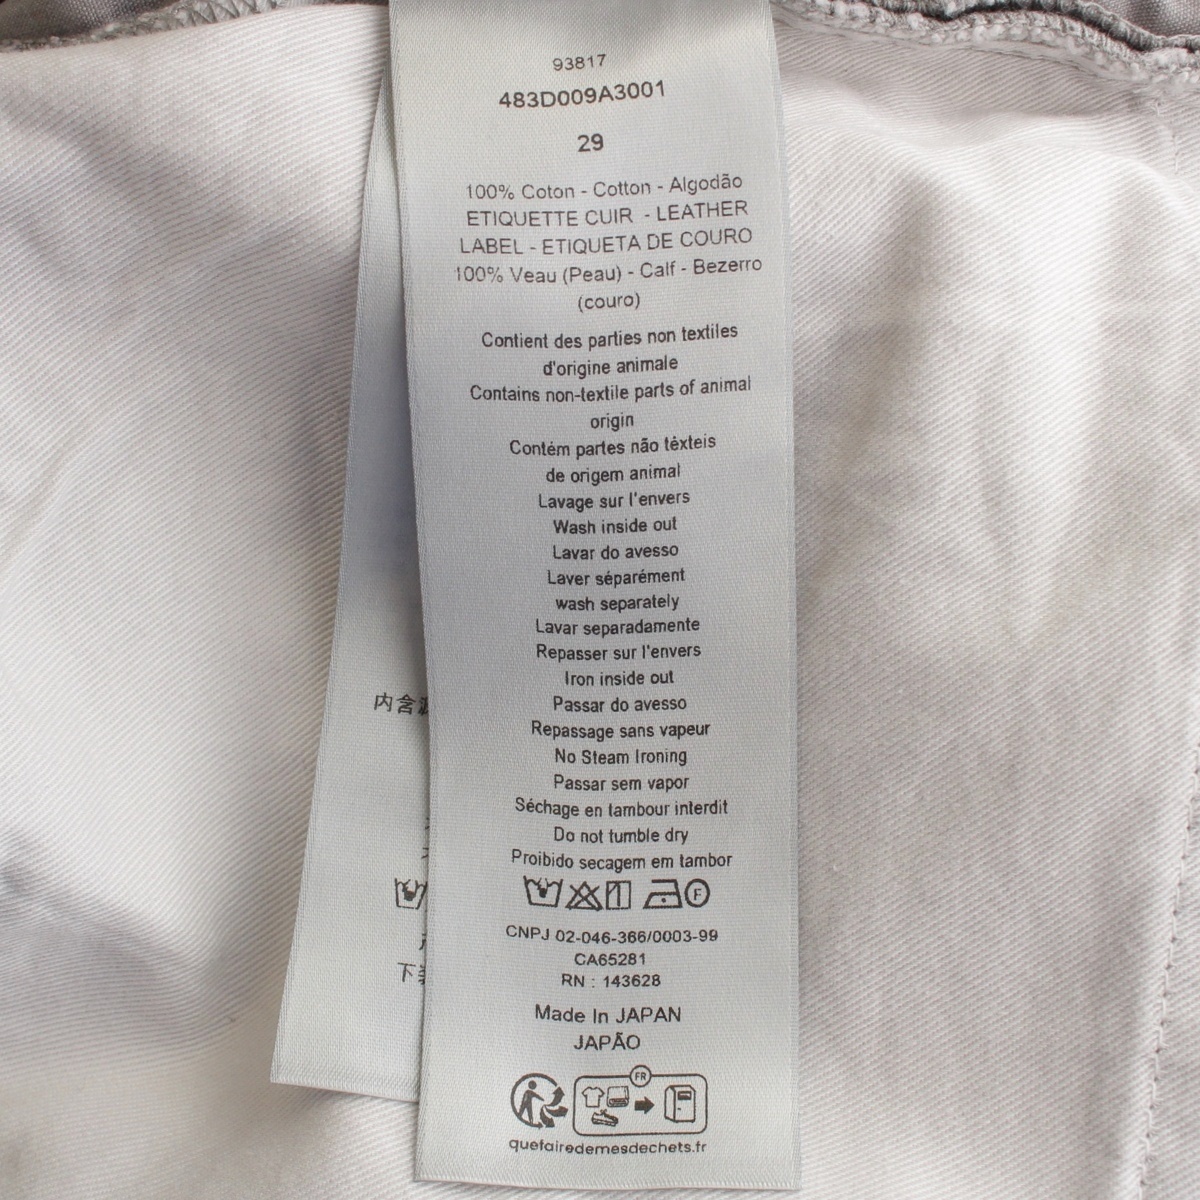 93817
483D009A3001
29
100% Coton - Cotton - Algodão
ETIQUETTE CUIR - LEATHER
LABEL - ETIQUETA DE COURO
100% Veau (Peau) - Calf - Bezerro
(couro)
Contient des parties non textiles
d'origine animale
Contains non-textile parts of animal
origin
Contém partes não têxteis
de origem animal
Lavage sur l'envers
Wash inside out
Lavar do avesso
Laver séparément
wash separately
Lavar separadamente
Repasser sur l'envers
Iron inside out
Passar do avesso
Repassage sans vapeur
No Steam Ironing
Passar sem vapor
Séchage en tambour interdit
Do not tumble dry
Proibido secagem em tambor
F
CNPJ 02-046-366/0003-99
CA65281
RN : 143628
Made In JAPAN
JAPÃO
FR
quefairedemesdechets.fr
内含
下